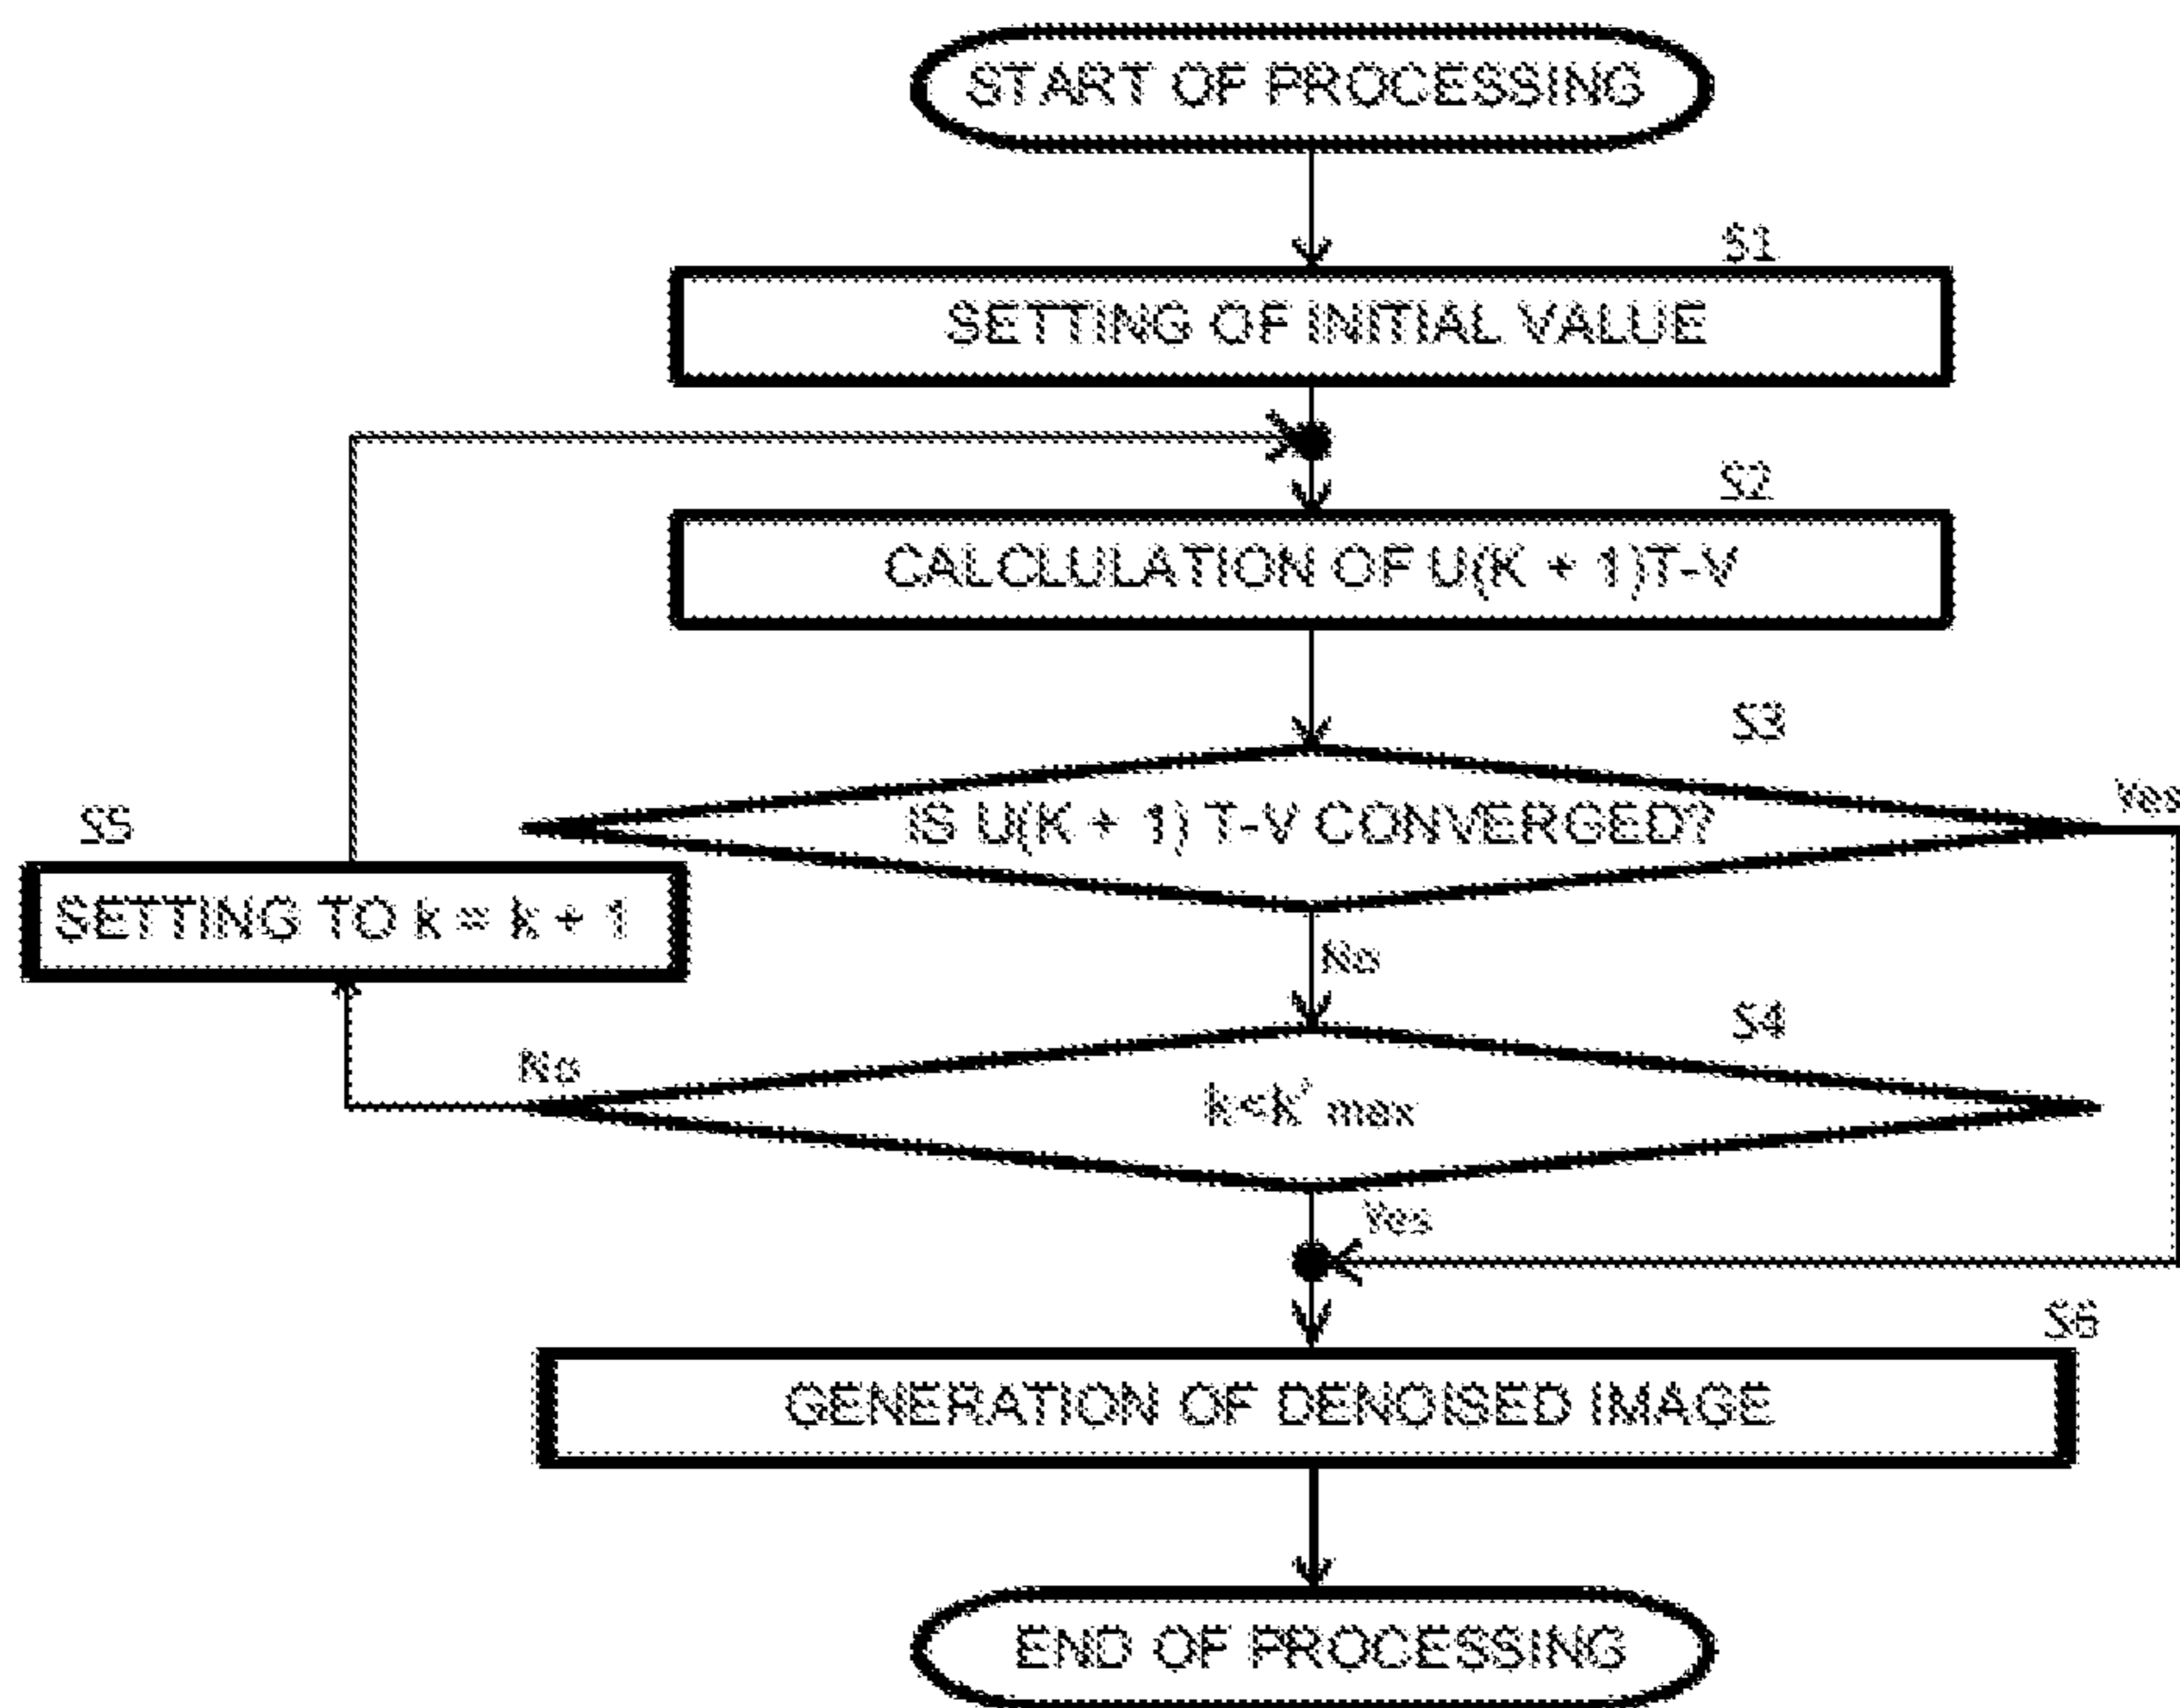 START OF PROCESSING
S1
SETTING OF INITIAL VALUE
S2
CALCLULATION OF U(K + 1)T-V
S3
IS U(K + 1) T-V CONVERGED?
Yes
S5
SETTING TO k = k + 1
No
S4
No
k<k' max
Yes
S6
GENERATION OF DENOISED IMAGE
END OF PROCESSING